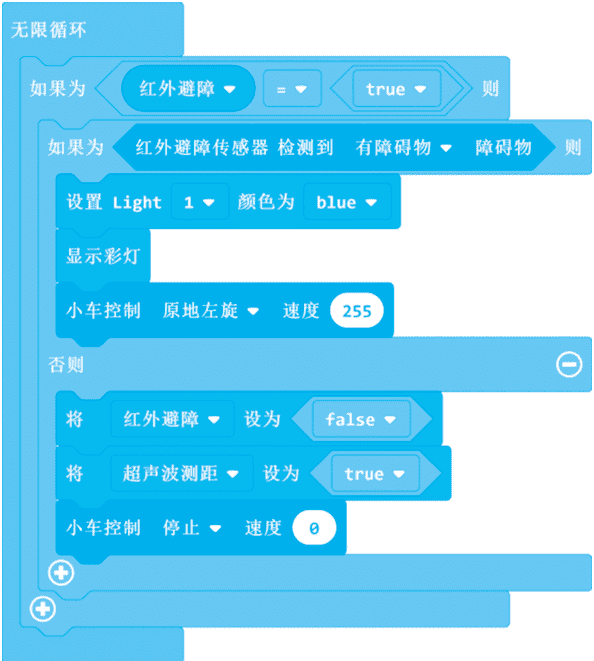 无限循环
如果为 红外避障 = true 则
如果为 红外避障传感器 检测到 有障碍物 障碍物 则
设置 Light 1 颜色为 blue
显示彩灯
小车控制 原地左旋 速度 255
否则
将 红外避障 设为 false
将 超声波测距 设为 true
小车控制 停止 速度 0